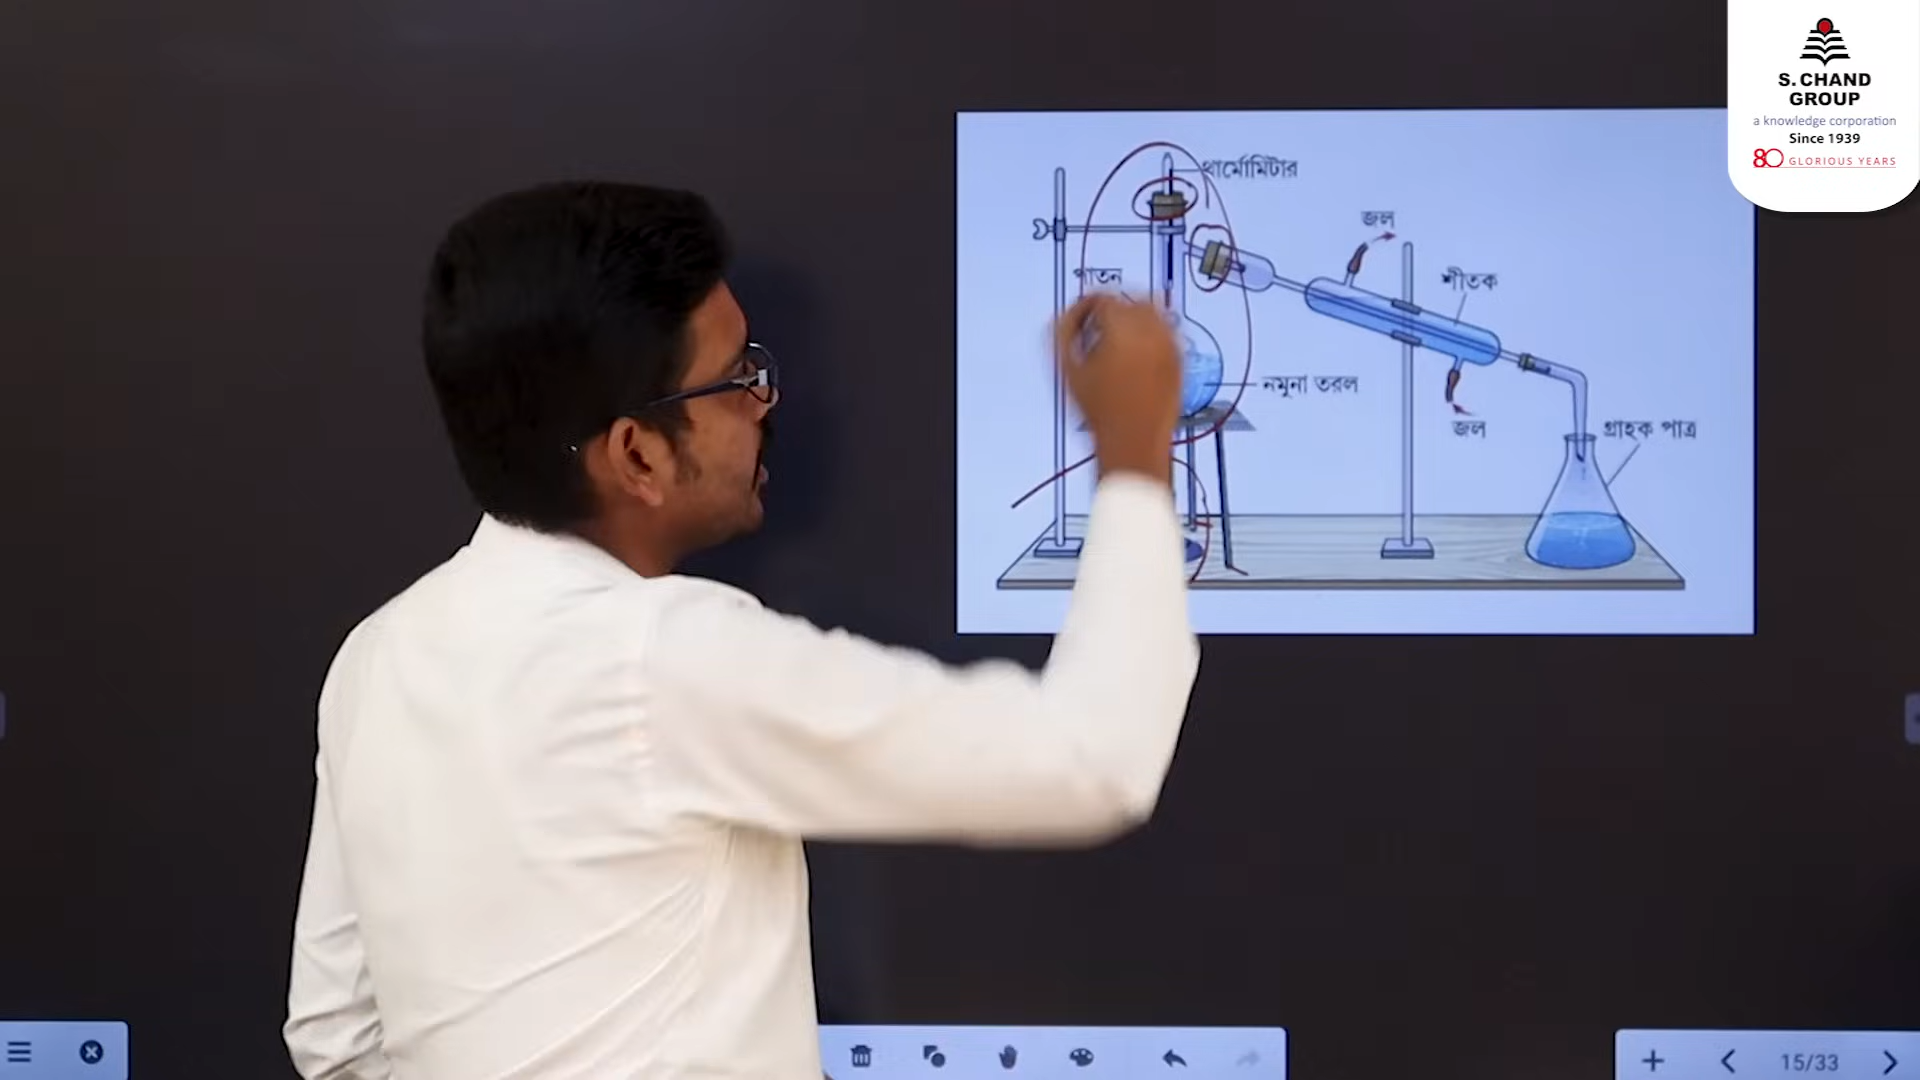 S. CHAND
GROUP
a knowledge corporation
Since 1939
80 GLORIOUS YEARS
থার্মোমিটার
জল
পাতন
শীতক
নমুনা তরল
জল
গ্রাহক পাত্র
15/33